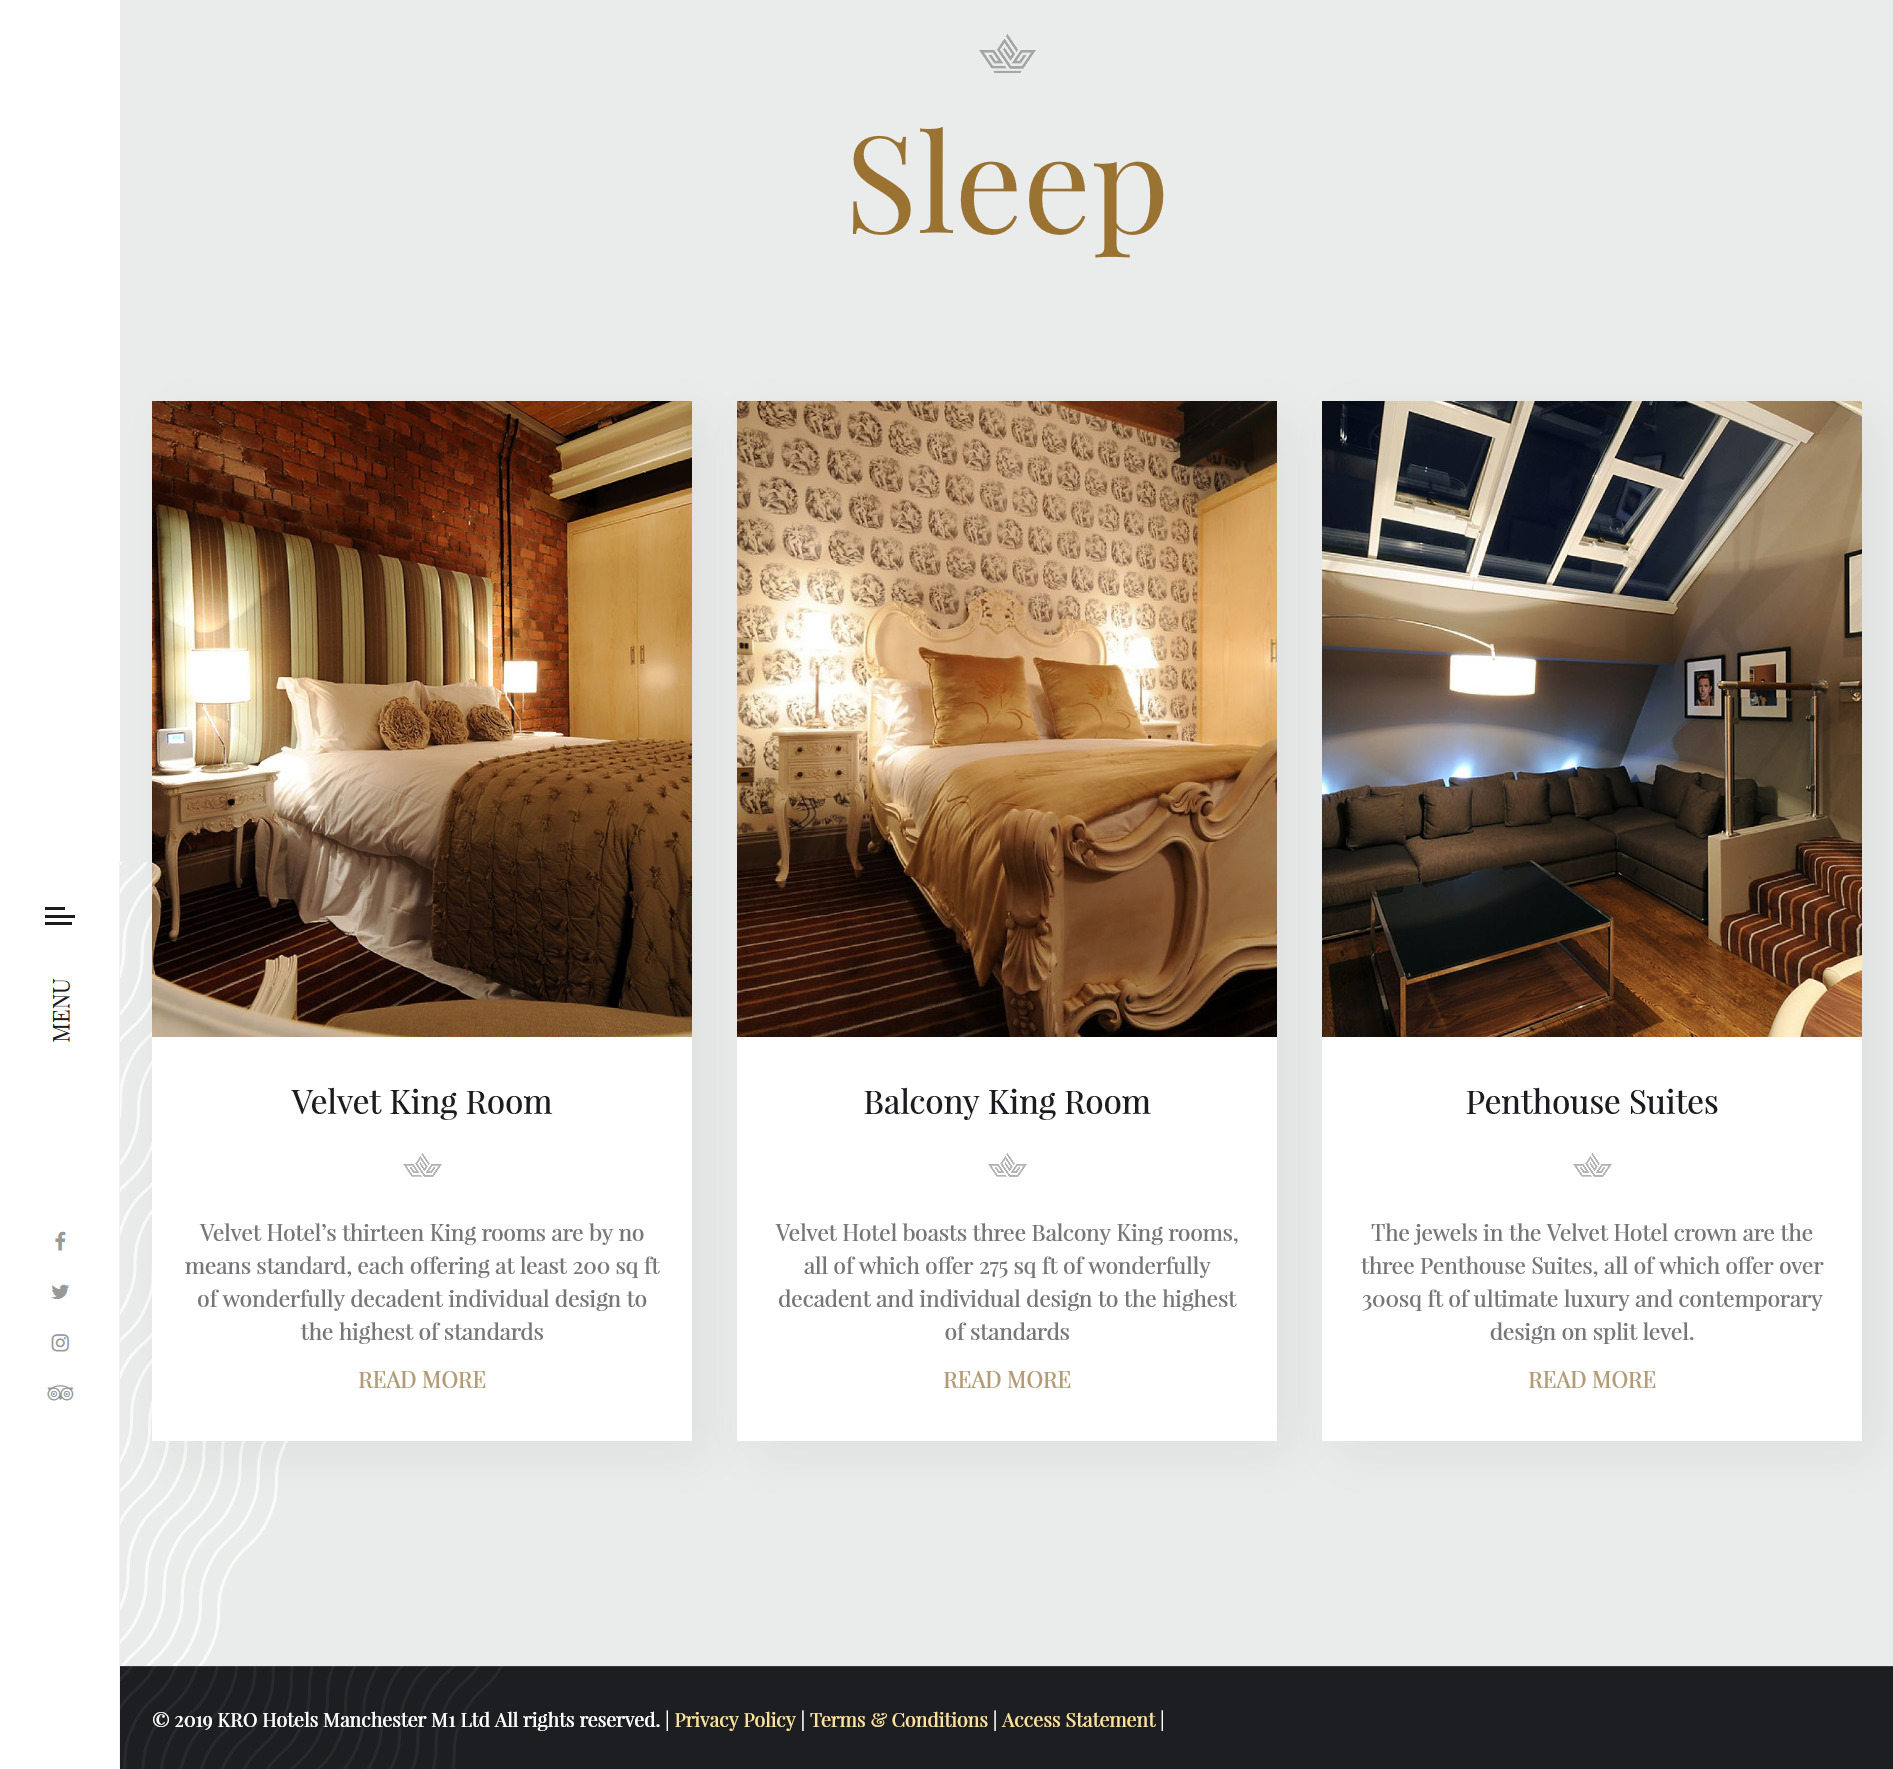 Sleep
MENU
Velvet King Room
Velvet Hotel’s thirteen King rooms are by no
means standard, each offering at least 200 sq ft
of wonderfully decadent individual design to
the highest of standards
READ MORE
Balcony King Room
Velvet Hotel boasts three Balcony King rooms,
all of which offer 275 sq ft of wonderfully
decadent and individual design to the highest
of standards
READ MORE
Penthouse Suites
The jewels in the Velvet Hotel crown are the
three Penthouse Suites, all of which offer over
300sq ft of ultimate luxury and contemporary
design on split level.
READ MORE
© 2019 KRO Hotels Manchester M1 Ltd All rights reserved. | Privacy Policy | Terms & Conditions | Access Statement |